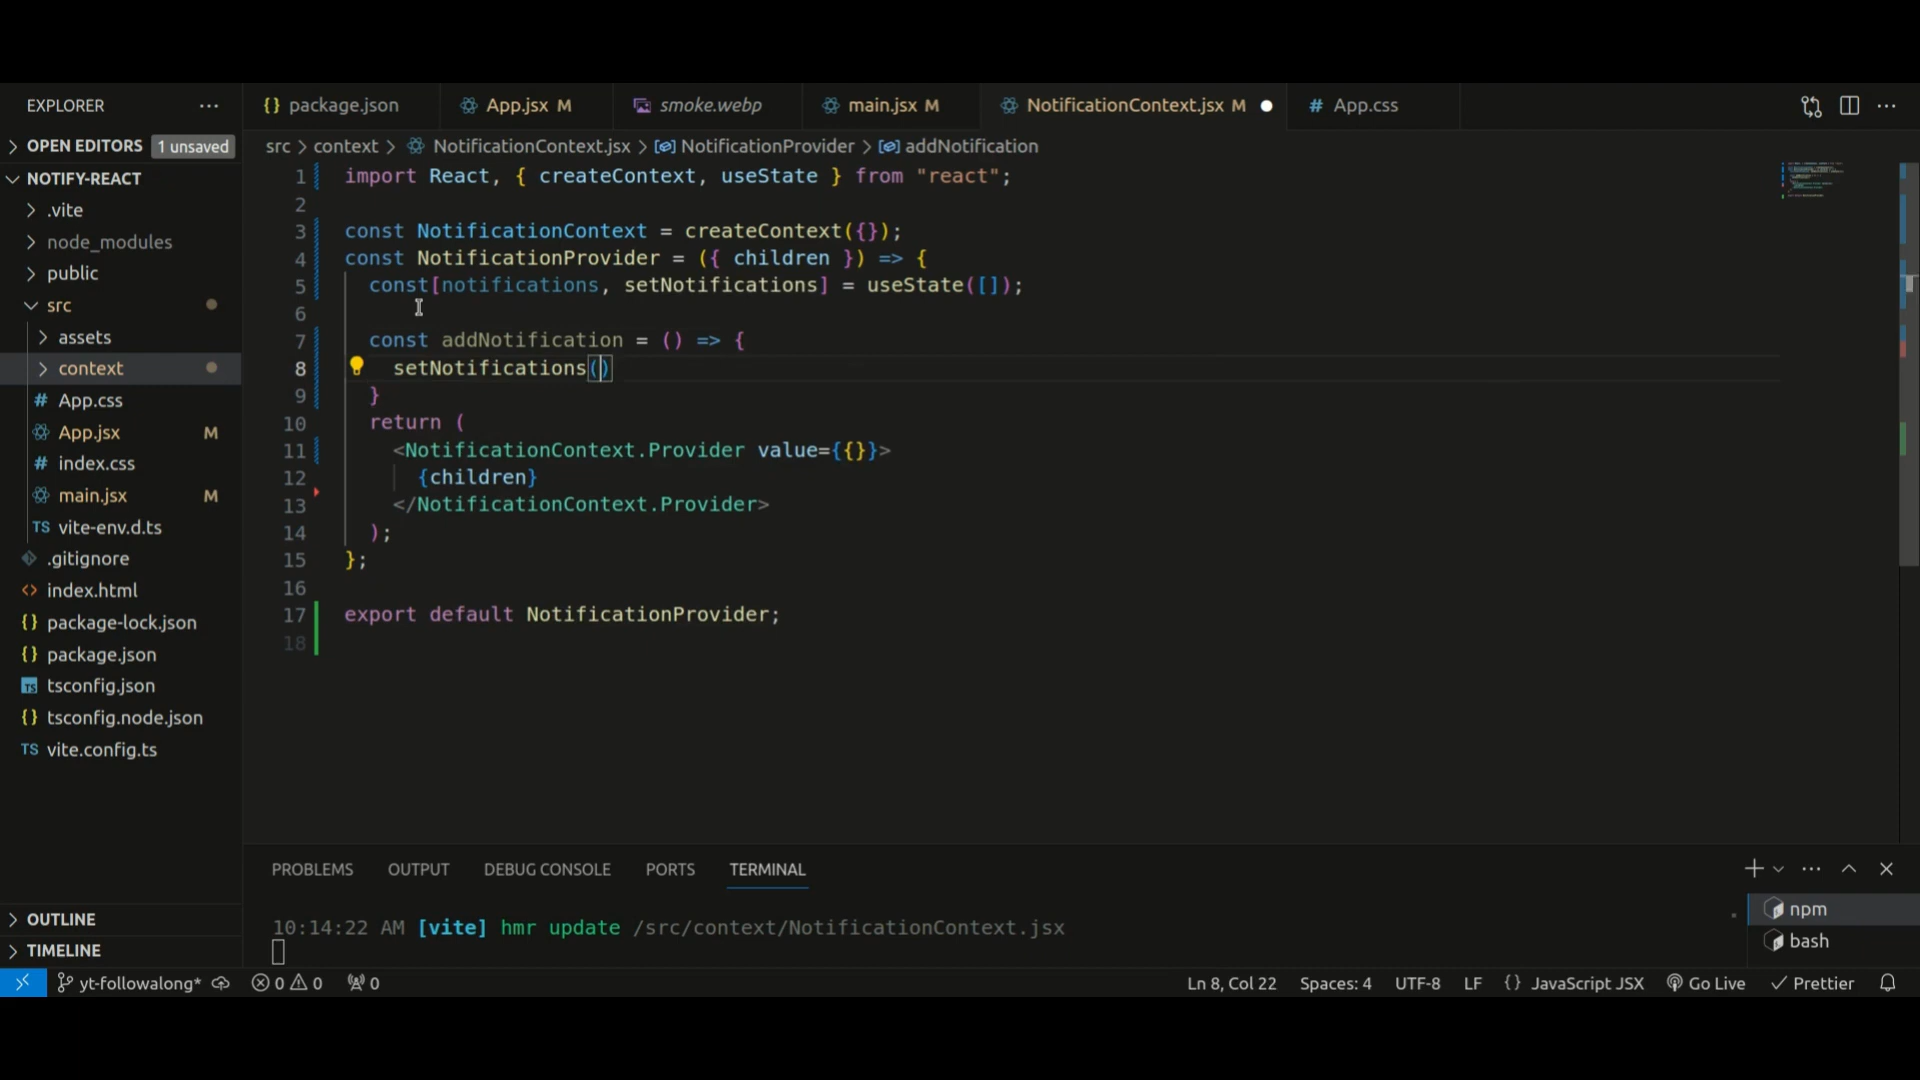 EXPLORER ...
package.json
App.jsx M
smoke.webp
main.jsx M
NotificationContext.jsx M
# App.css
OPEN EDITORS 1 unsaved
NOTIFY-REACT
.vite
node_modules
public
src
assets
context
# App.css
App.jsx M
# index.css
main.jsx M
TS vite-env.d.ts
.gitignore
index.html
{} package-lock.json
{} package.json
TS tsconfig.json
{} tsconfig.node.json
TS vite.config.ts
OUTLINE
TIMELINE
src > context > NotificationContext.jsx > NotificationProvider > addNotification
1 import React, { createContext, useState } from "react";
2
3 const NotificationContext = createContext({});
4 const NotificationProvider = ({ children }) => {
5 const[notifications, setNotifications] = useState([]);
6
7 const addNotification = () => {
8 setNotifications()
9 }
10 return (
11 <NotificationContext.Provider value={{}}>
12 {children}
13 </NotificationContext.Provider>
14 );
15 };
16
17 export default NotificationProvider;
18
PROBLEMS OUTPUT DEBUG CONSOLE PORTS TERMINAL
10:14:22 AM [vite] hmr update /src/context/NotificationContext.jsx
npm
bash
yt-followalong* 0 0 0 Ln 8, Col 22 Spaces: 4 UTF-8 LF {} JavaScript JSX Go Live Prettier